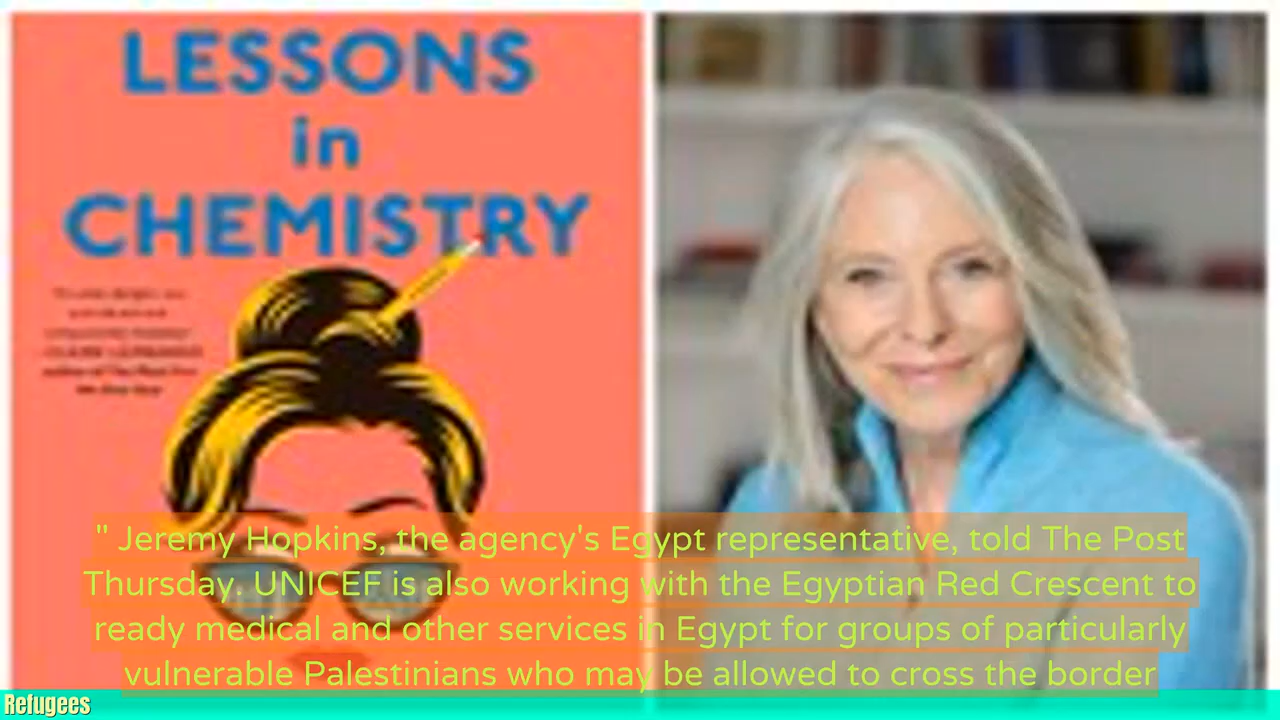 LESSONS
in
CHEMISTRY
" Jeremy Hopkins, the agency's Egypt representative, told The Post
Thursday. UNICEF is also working with the Egyptian Red Crescent to
ready medical and other services in Egypt for groups of particularly
vulnerable Palestinians who may be allowed to cross the border
Refugees